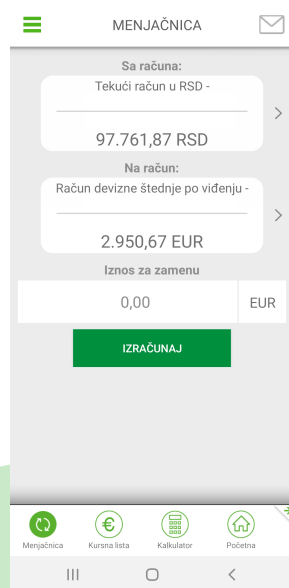 MENJAČNICA
Sa računa:
Tekući račun u RSD -
97.761,87 RSD
Na račun:
Račun devizne štednje po viđenju -
2.950,67 EUR
Iznos za zamenu
0,00 EUR
IZRAČUNAJ
Menjačnica Kursna lista Kalkulator Početna